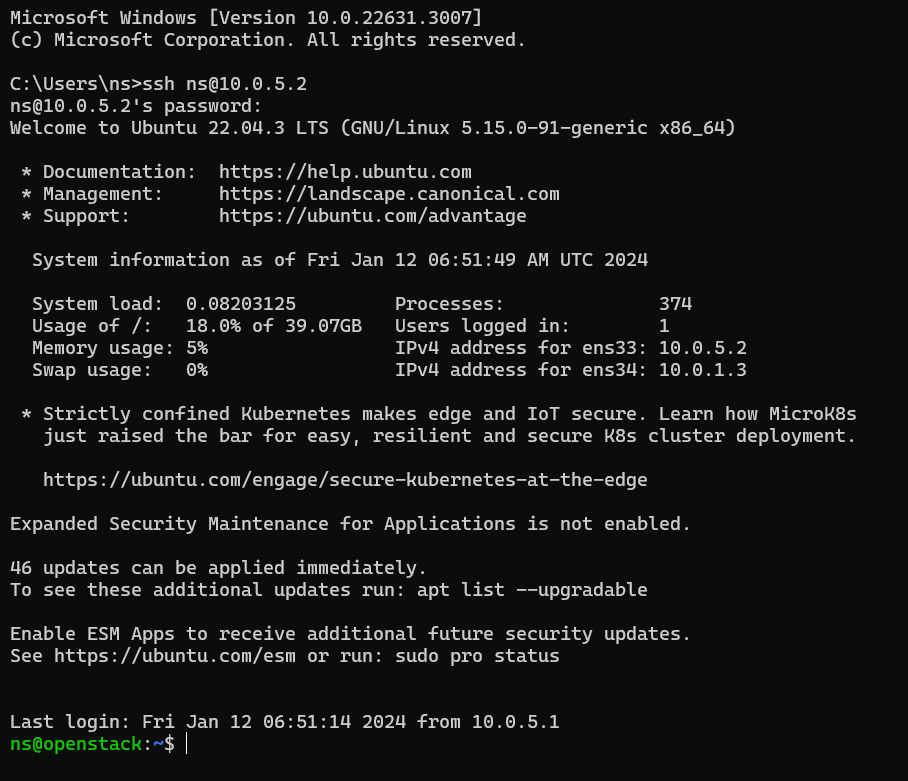 Microsoft Windows [Version 10.0.22631.3007]
(c) Microsoft Corporation. All rights reserved.
C:\Users\ns>ssh ns@10.0.5.2
ns@10.0.5.2's password:
Welcome to Ubuntu 22.04.3 LTS (GNU/Linux 5.15.0-91-generic x86_64)
* Documentation:  https://help.ubuntu.com
* Management:     https://landscape.canonical.com
* Support:        https://ubuntu.com/advantage
System information as of Fri Jan 12 06:51:49 AM UTC 2024
System load:  0.08203125         Processes:              374
Usage of /:   18.0% of 39.07GB   Users logged in:        1
Memory usage: 5%                 IPv4 address for ens33: 10.0.5.2
Swap usage:   0%                 IPv4 address for ens34: 10.0.1.3
* Strictly confined Kubernetes makes edge and IoT secure. Learn how MicroK8s
just raised the bar for easy, resilient and secure K8s cluster deployment.
https://ubuntu.com/engage/secure-kubernetes-at-the-edge
Expanded Security Maintenance for Applications is not enabled.
46 updates can be applied immediately.
To see these additional updates run: apt list --upgradable
Enable ESM Apps to receive additional future security updates.
See https://ubuntu.com/esm or run: sudo pro status
Last login: Fri Jan 12 06:51:14 2024 from 10.0.5.1
ns@openstack:~$